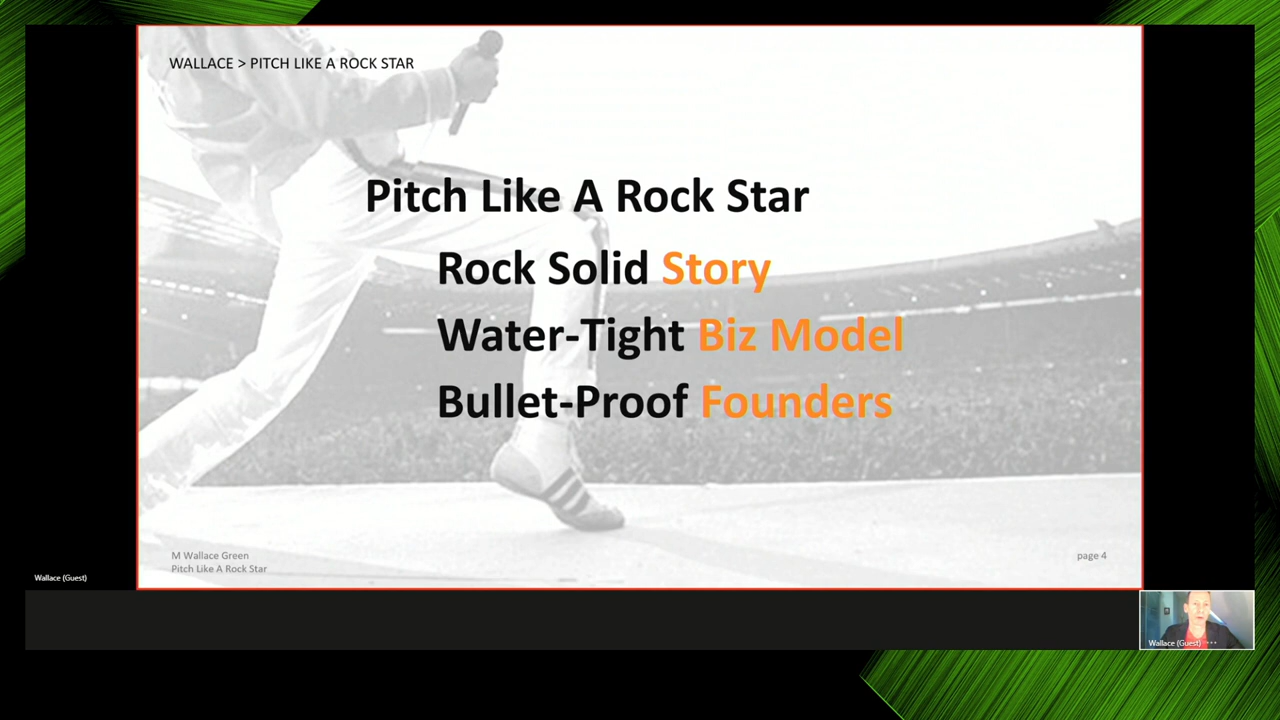 WALLACE > PITCH LIKE A ROCK STAR
Pitch Like A Rock Star
Rock Solid Story
Water-Tight Biz Model
Bullet-Proof Founders
M Wallace Green
Pitch Like A Rock Star
page 4
Wallace (Guest)
Wallace (Guest)